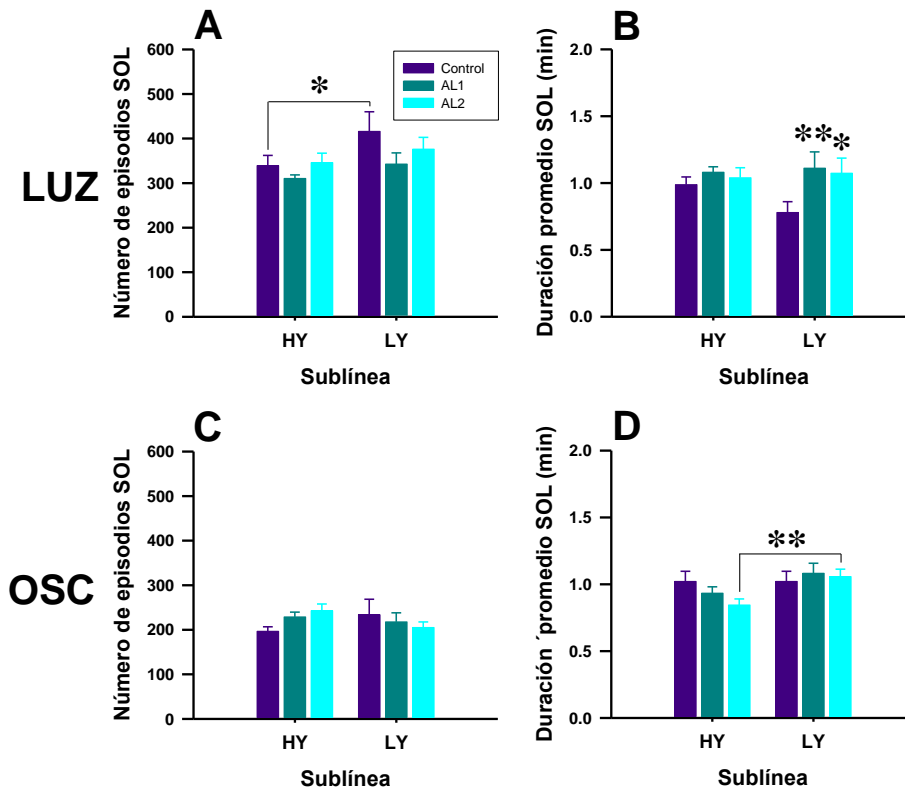 LUZ
A
Número de episodios SOL
600
500
400
300
200
100
0
*
Control
AL1
AL2
HY
LY
Sublínea
B
Duración promedio SOL (min)
2.0
1.5
1.0
0.5
0.0
**
*
HY
LY
Sublínea
OSC
C
Número de episodios SOL
600
500
400
300
200
100
0
HY
LY
Sublínea
D
Duración ´promedio SOL (min)
2.0
1.5
1.0
0.5
0.0
**
HY
LY
Sublínea